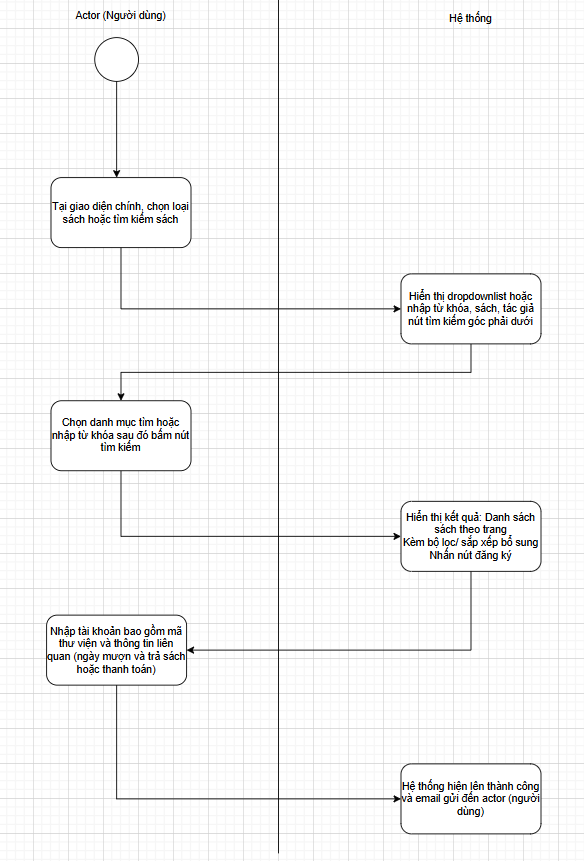 Actor (Người dùng)
Hệ thống
Tại giao diện chính, chọn loại
sách hoặc tìm kiếm sách
Hiển thị dropdownlist hoặc
nhập từ khóa, sách, tác giả
nút tìm kiếm góc phải dưới
Chọn danh mục tìm hoặc
nhập từ khóa sau đó bấm nút
tìm kiếm
Hiển thị kết quả: Danh sách
sách theo trang
Kèm bộ lọc/ sắp xếp bổ sung
Nhấn nút đăng ký
Nhập tài khoản bao gồm mã
thư viện và thông tin liên
quan (ngày mượn và trả sách
hoặc thanh toán)
Hệ thống hiện lên thành công
và email gửi đến actor (người
dùng)